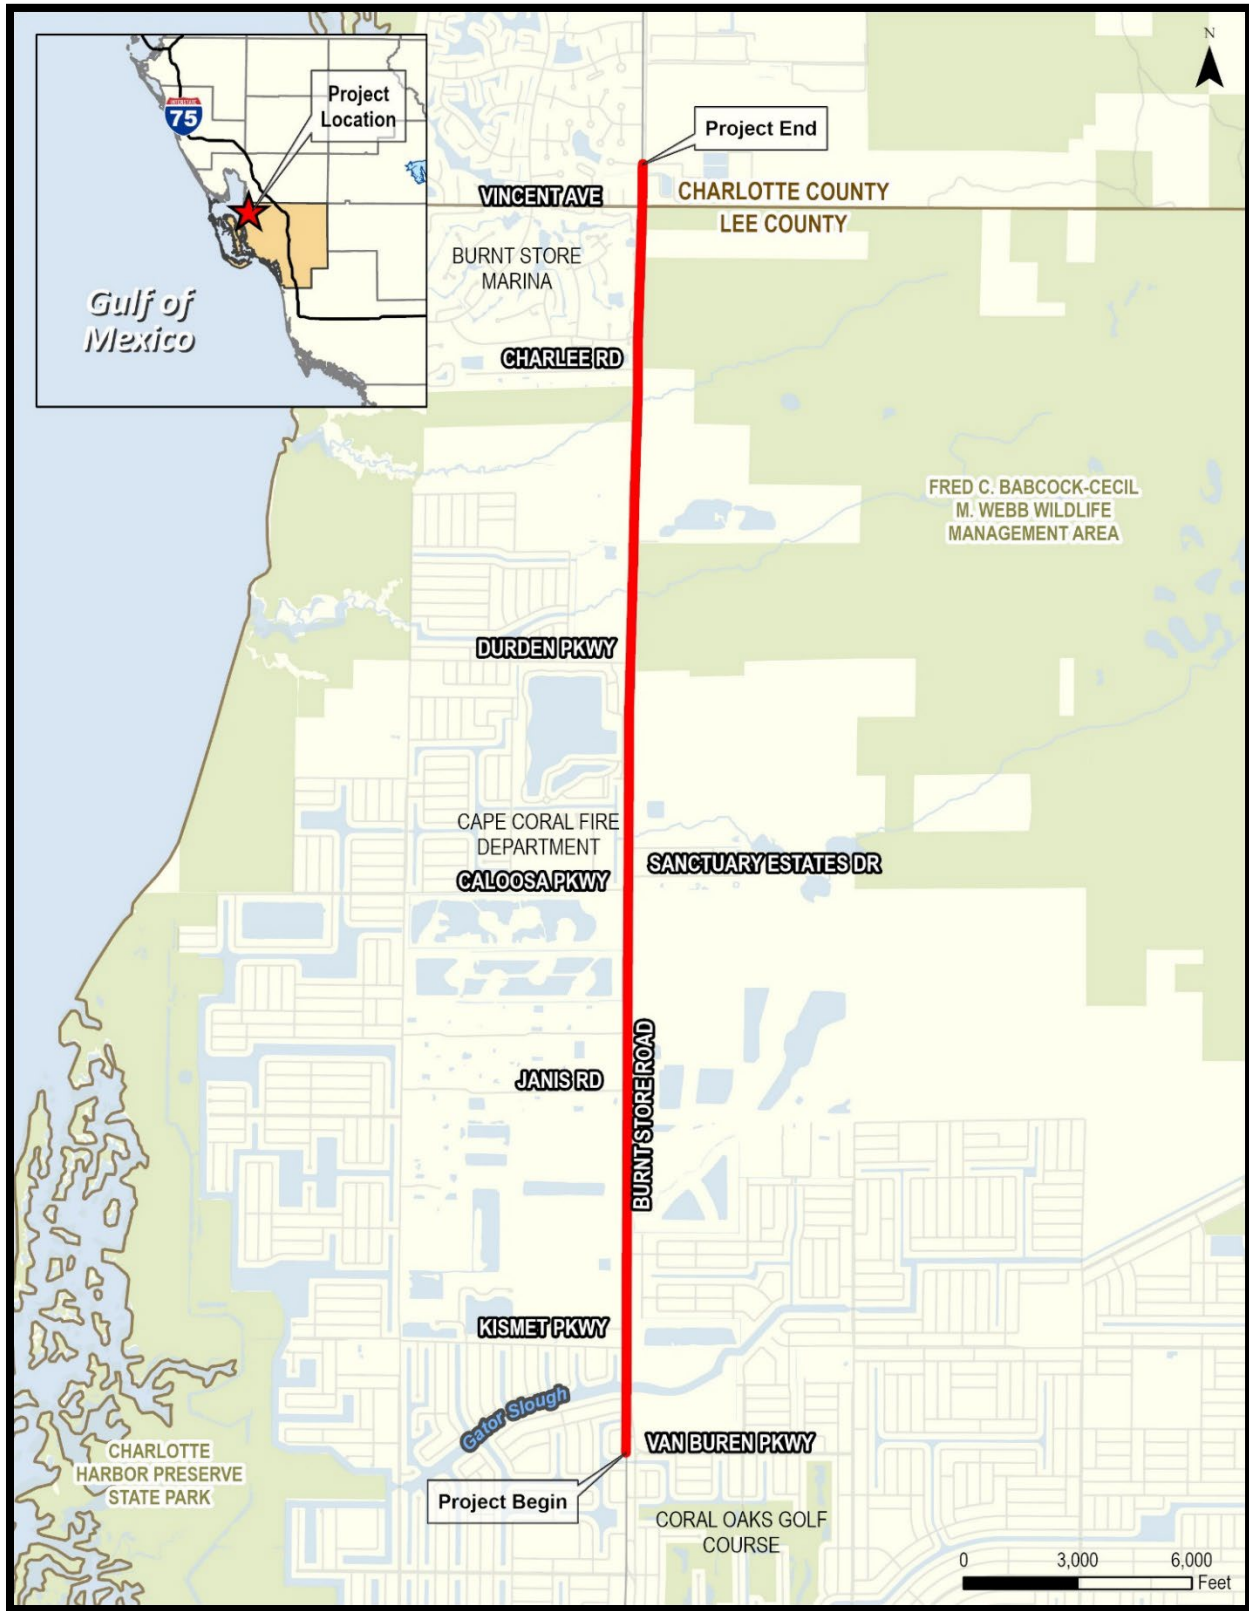 N
INTERSTATE
75
Project
Location
Gulf of
Mexico
Project End
VINCENT AVE
CHARLOTTE COUNTY
LEE COUNTY
BURNT STORE
MARINA
CHARLEE RD
FRED C. BABCOCK-CECIL
M. WEBB WILDLIFE
MANAGEMENT AREA
DURDEN PKWY
CAPE CORAL FIRE
DEPARTMENT
SANCTUARY ESTATES DR
CALOOSA PKWY
BURNT STORE ROAD
JANIS RD
KISMET PKWY
Gator Slough
VAN BUREN PKWY
CHARLOTTE
HARBOR PRESERVE
STATE PARK
Project Begin
CORAL OAKS GOLF
COURSE
0 3,000 6,000
Feet